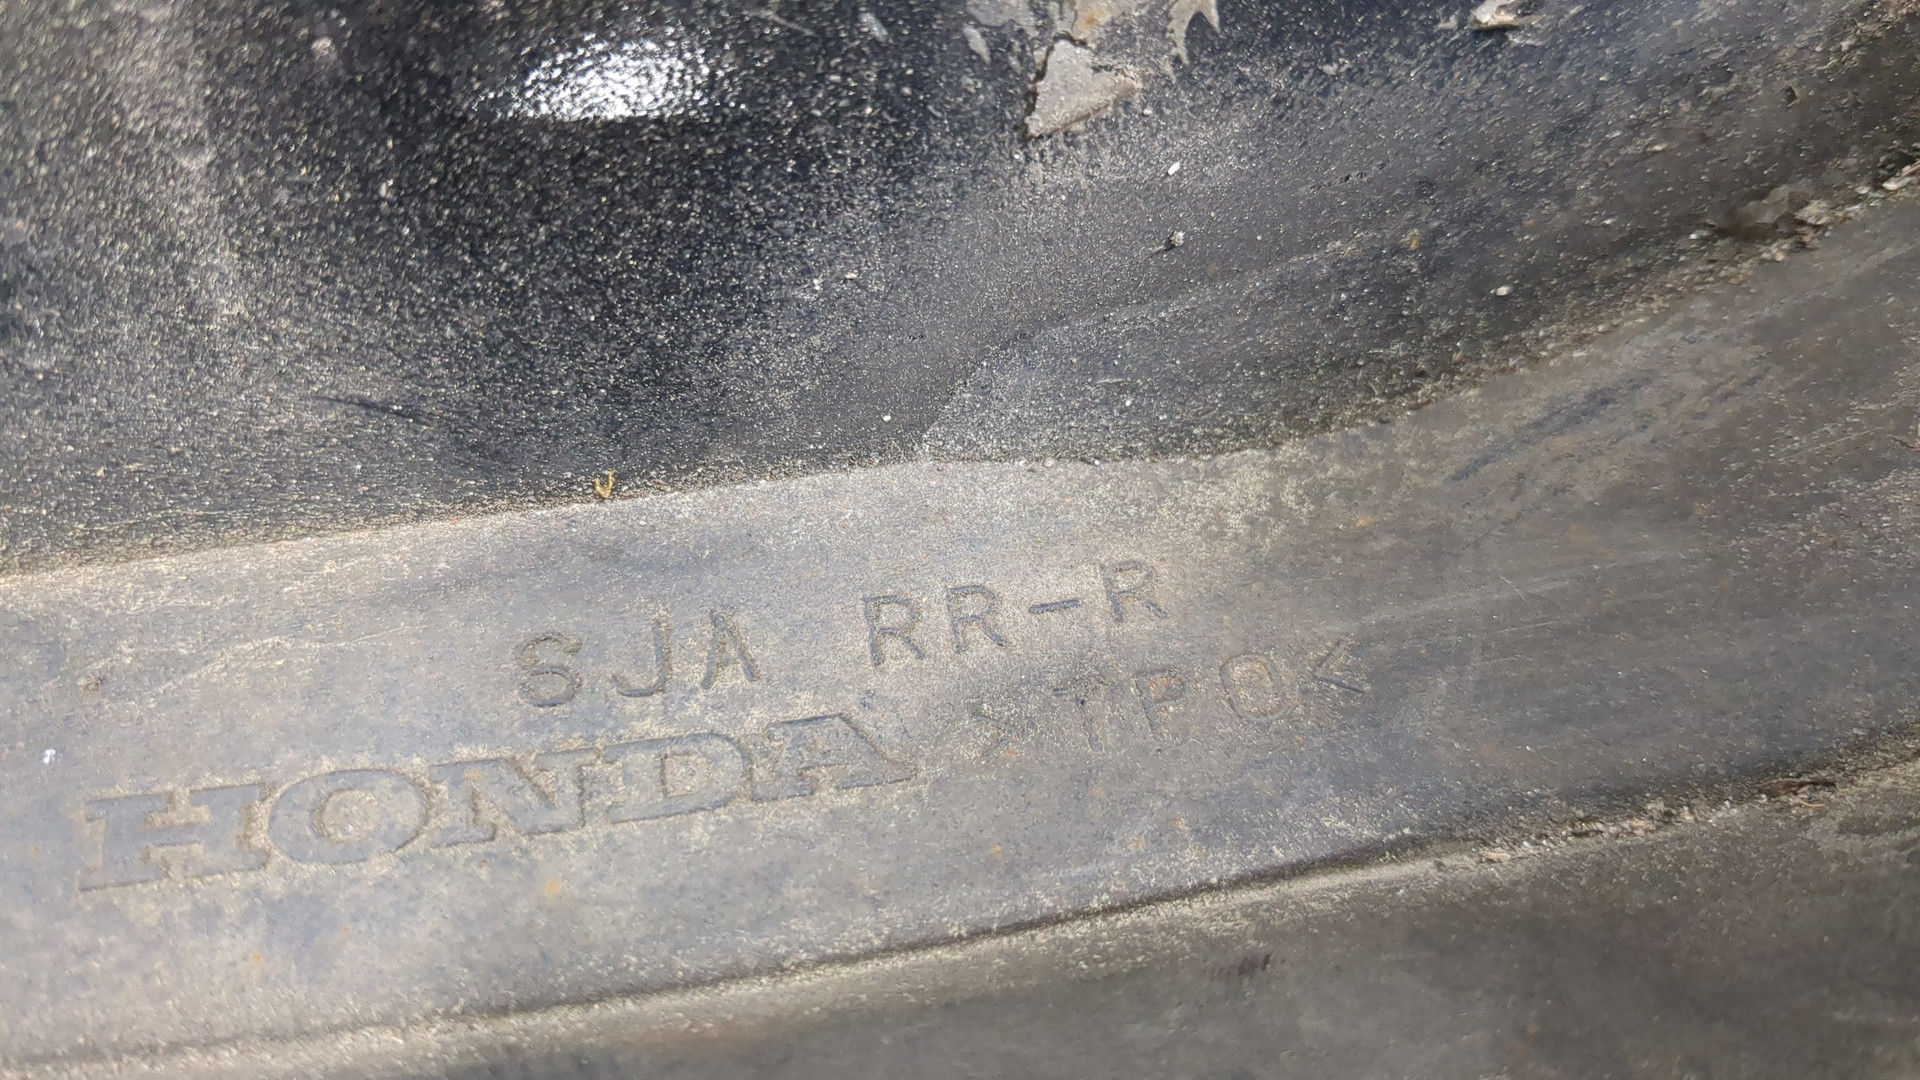 SJA RR-R
HONDA >TPO<